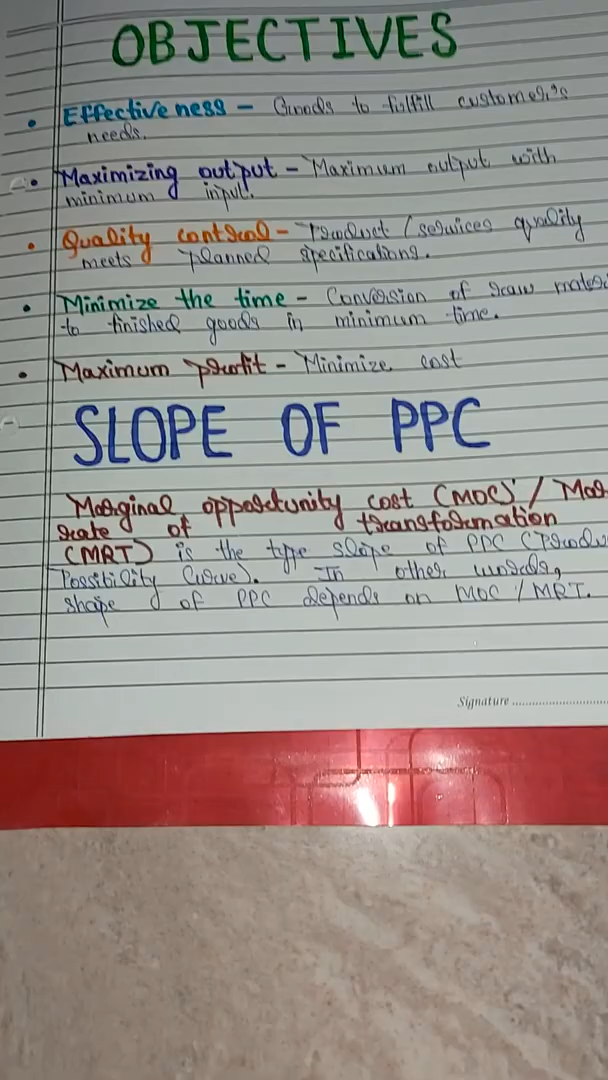 OBJECTIVES
• Effectiveness – Goods to fulfill customer's
needs.
• Maximizing output – Maximum output with
minimum input.
• Quality control – Product / services quality
meets planned specifications.
• Minimize the time – Conversion of raw mater
to finished goods in minimum time.
• Maximum profit – Minimize cost
SLOPE OF PPC
Marginal opportunity cost (MOC) / Mar
rate of transformation
(MRT) is the type slope of PPC (Produ
Possibility Curve). In other words,
shape of PPC depends on MOC / MRT.
Signature